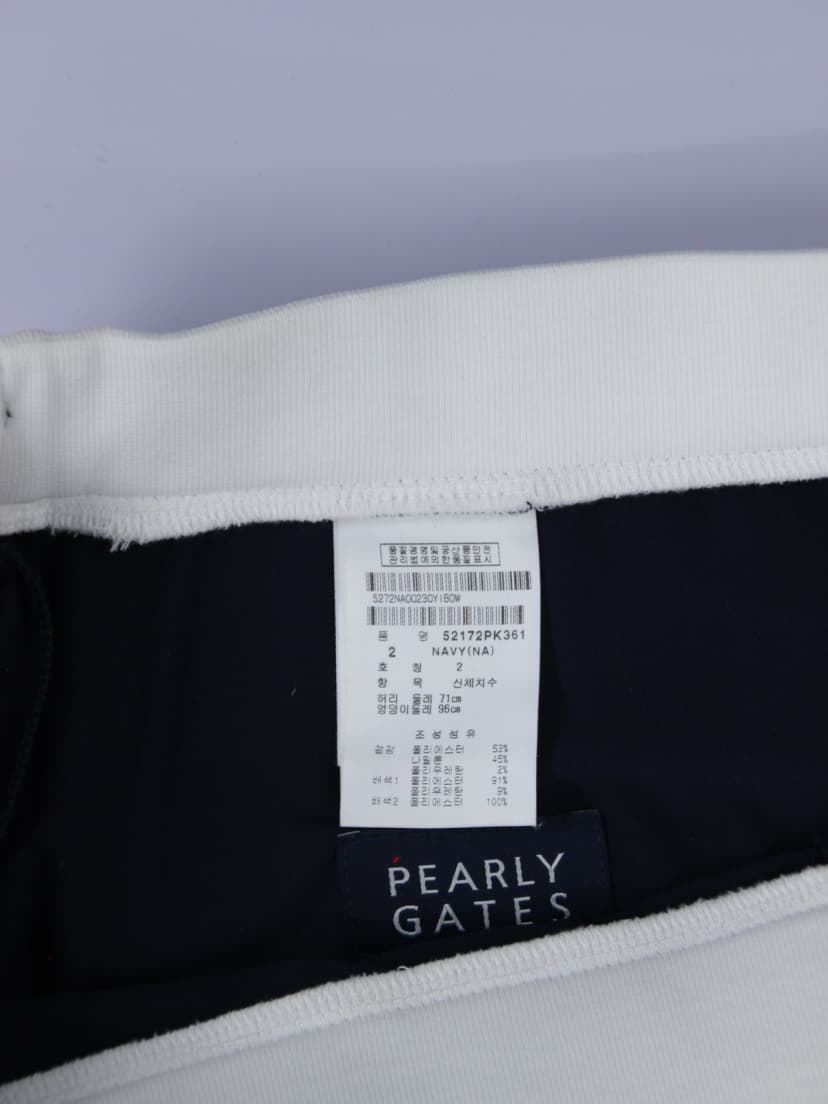 품질경영및공산품안전
관리법에의한품질표시
5272NA00230YIB0W
품 명 52172PK361
2 NAVY(NA)
호 칭 2
항 목 신체치수
허리 둘레 71cm
엉덩이둘레 96cm
조성섬유
겉감 폴리에스터 53%
나일론 45%
폴리우레탄 2%
배색1 폴리에스터 91%
폴리우레탄 9%
배색2 폴리에스터 100%
PEARLY
GATES